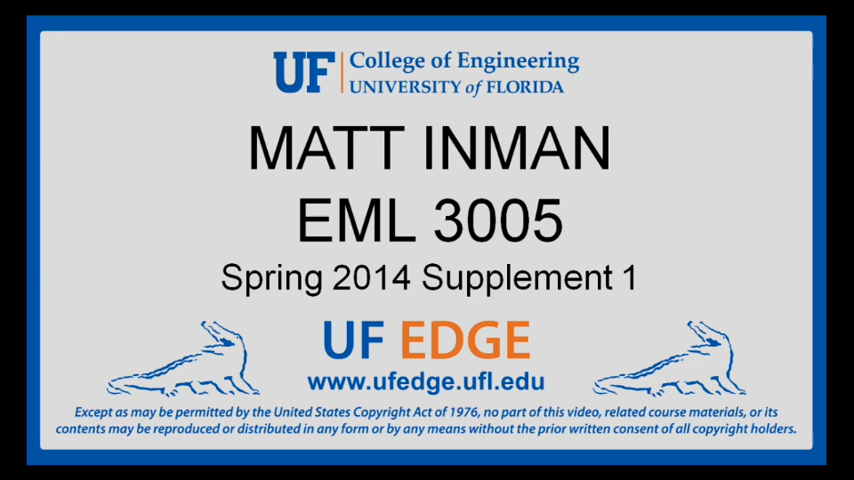 UF College of Engineering
UNIVERSITY of FLORIDA
MATT INMAN
EML 3005
Spring 2014 Supplement 1
UF EDGE
www.ufedge.ufl.edu
Except as may be permitted by the United States Copyright Act of 1976, no part of this video, related course materials, or its
contents may be reproduced or distributed in any form or by any means without the prior written consent of all copyright holders.